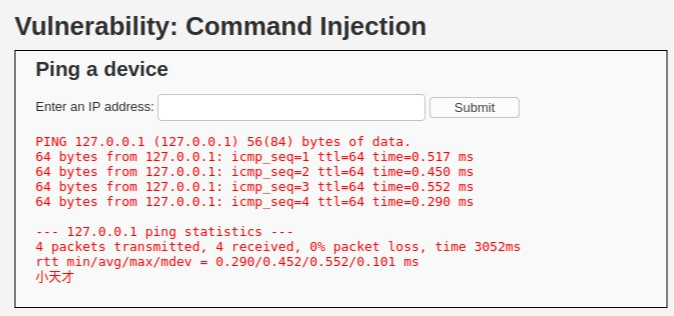 Vulnerability: Command Injection
Ping a device
Enter an IP address: Submit
PING 127.0.0.1 (127.0.0.1) 56(84) bytes of data.
64 bytes from 127.0.0.1: icmp_seq=1 ttl=64 time=0.517 ms
64 bytes from 127.0.0.1: icmp_seq=2 ttl=64 time=0.450 ms
64 bytes from 127.0.0.1: icmp_seq=3 ttl=64 time=0.552 ms
64 bytes from 127.0.0.1: icmp_seq=4 ttl=64 time=0.290 ms
--- 127.0.0.1 ping statistics ---
4 packets transmitted, 4 received, 0% packet loss, time 3052ms
rtt min/avg/max/mdev = 0.290/0.452/0.552/0.101 ms
小天才